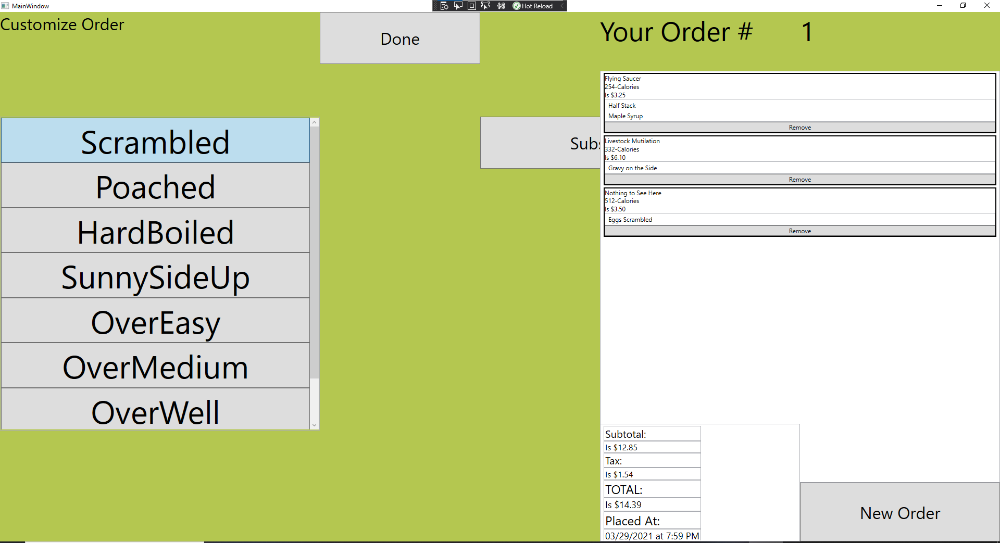 MainWindow
Hot Reload
Customize Order
Done
Your Order # 1
Scrambled
Poached
HardBoiled
SunnySideUp
OverEasy
OverMedium
OverWell
Subs
Flying Saucer
254-Calories
Is $3.25
Half Stack
Maple Syrup
Remove
Livestock Mutilation
332-Calories
Is $6.10
Gravy on the Side
Remove
Nothing to See Here
512-Calories
Is $3.50
Eggs Scrambled
Remove
Subtotal:
Is $12.85
Tax:
Is $1.54
TOTAL:
Is $14.39
Placed At:
03/29/2021 at 7:59 PM
New Order